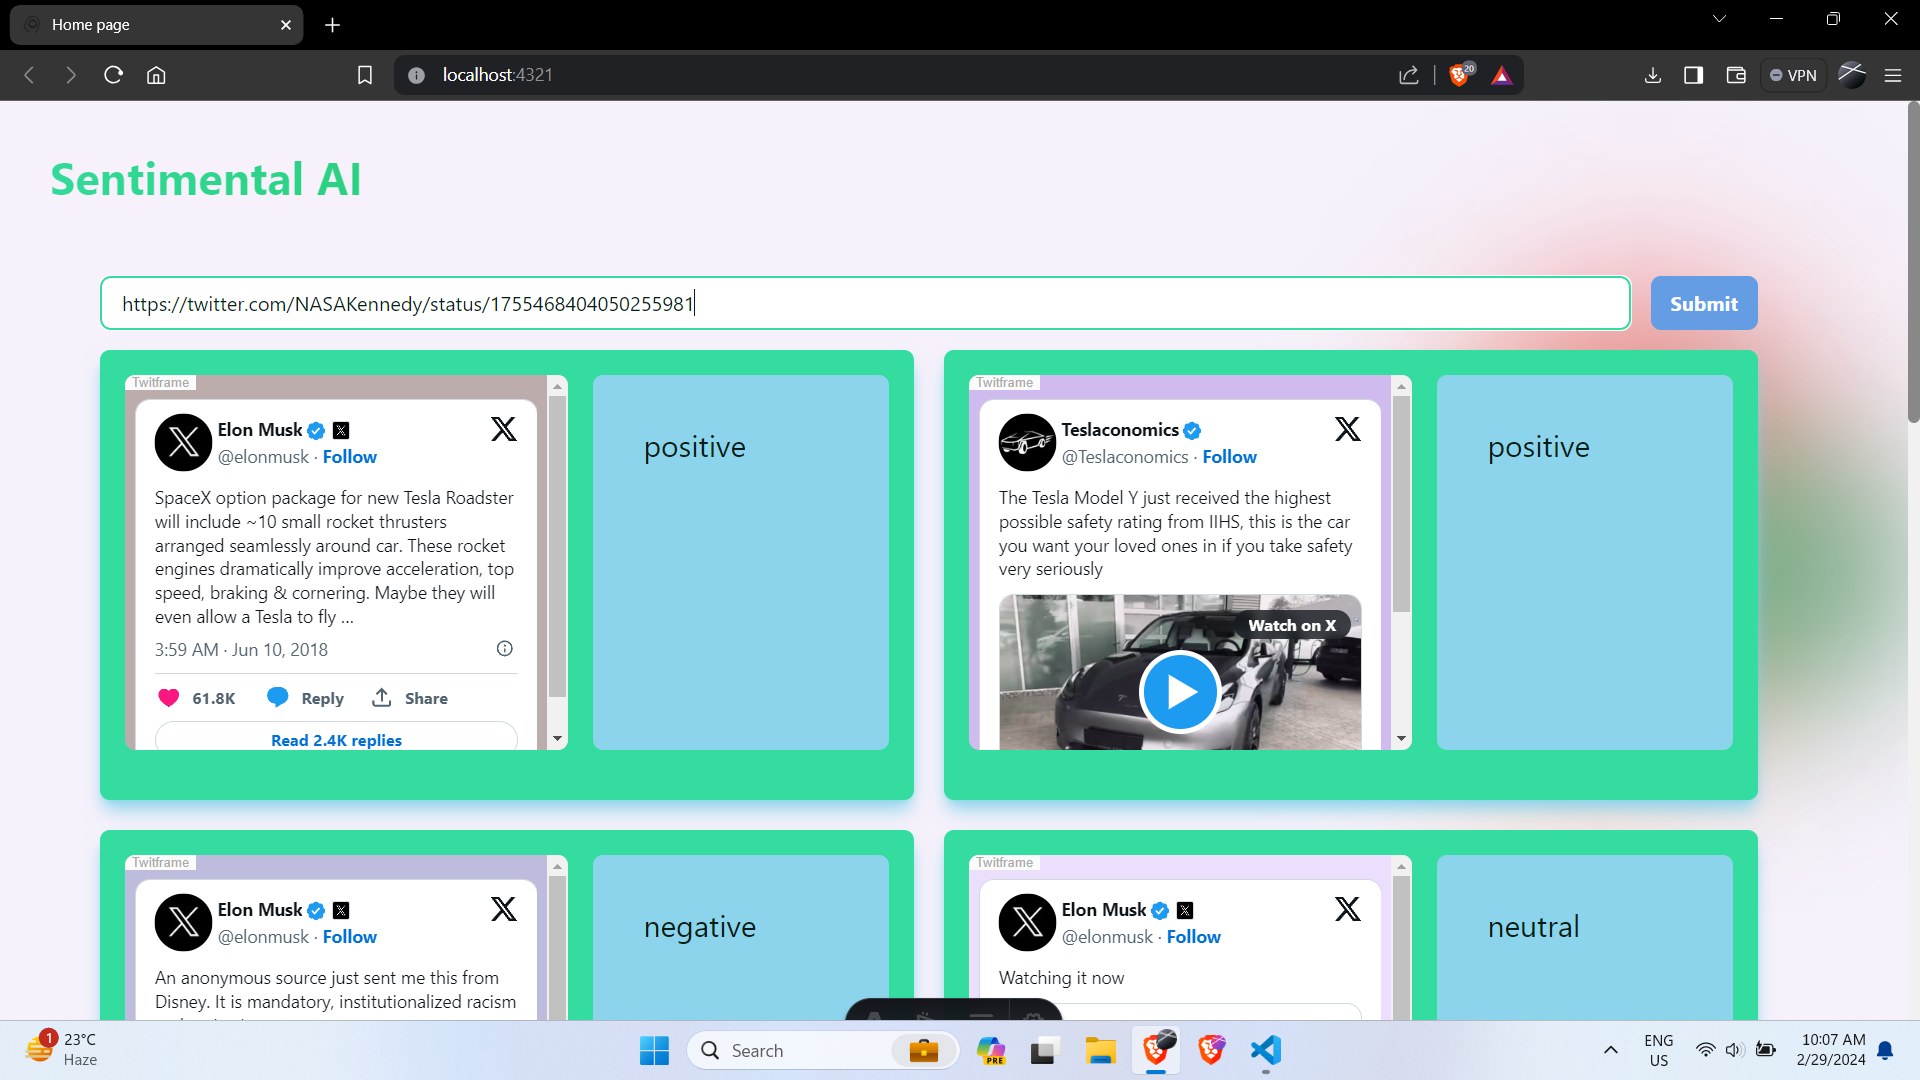 Home page
localhost:4321
20
VPN
Sentimental AI
https://twitter.com/NASAKennedy/status/1755468404050255981
Submit
Twitframe
Elon Musk
@elonmusk · Follow
SpaceX option package for new Tesla Roadster
will include ~10 small rocket thrusters
arranged seamlessly around car. These rocket
engines dramatically improve acceleration, top
speed, braking & cornering. Maybe they will
even allow a Tesla to fly ...
3:59 AM · Jun 10, 2018
61.8K Reply Share
Read 2.4K replies
positive
Twitframe
Teslaconomics
@Teslaconomics · Follow
The Tesla Model Y just received the highest
possible safety rating from IIHS, this is the car
you want your loved ones in if you take safety
very seriously
Watch on X
positive
Twitframe
Elon Musk
@elonmusk · Follow
An anonymous source just sent me this from
Disney. It is mandatory, institutionalized racism
negative
Twitframe
Elon Musk
@elonmusk · Follow
Watching it now
neutral
1
23°C
Haze
Search
PRE
ENG
US
10:07 AM
2/29/2024